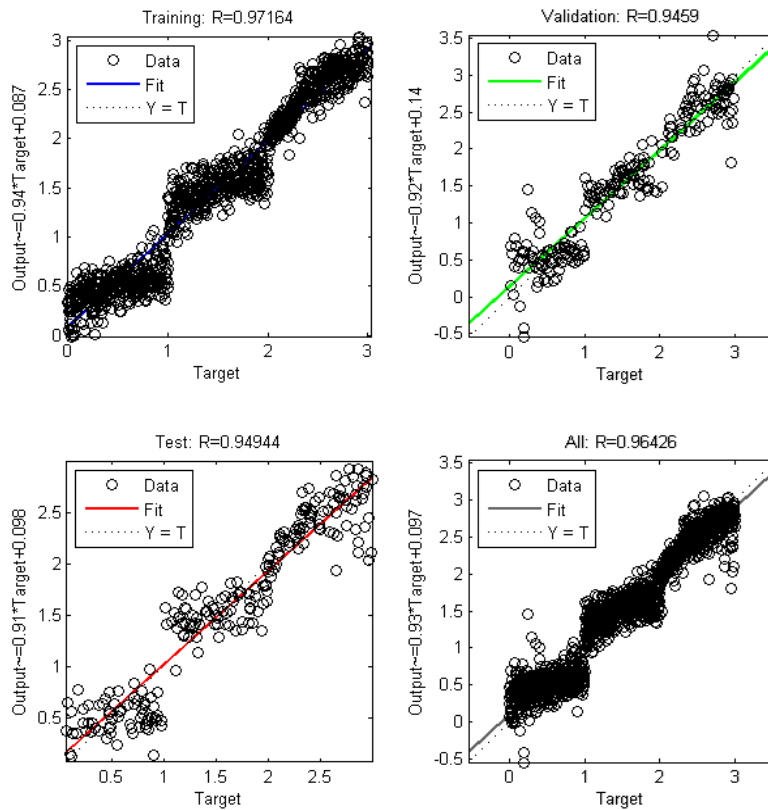 Training: R=0.97164
Output~=0.94*Target+0.087
Data
Fit
Y = T
3
2.5
2
1.5
1
0.5
0
0
1
2
3
Target
Validation: R=0.9459
Output~=0.92*Target+0.14
Data
Fit
Y = T
3.5
3
2.5
2
1.5
1
0.5
0
-0.5
0
1
2
3
Target
Test: R=0.94944
Output~=0.91*Target+0.098
Data
Fit
Y = T
2.5
2
1.5
1
0.5
0.5
1
1.5
2
2.5
Target
All: R=0.96426
Output~=0.93*Target+0.097
Data
Fit
Y = T
3.5
3
2.5
2
1.5
1
0.5
0
-0.5
0
1
2
3
Target